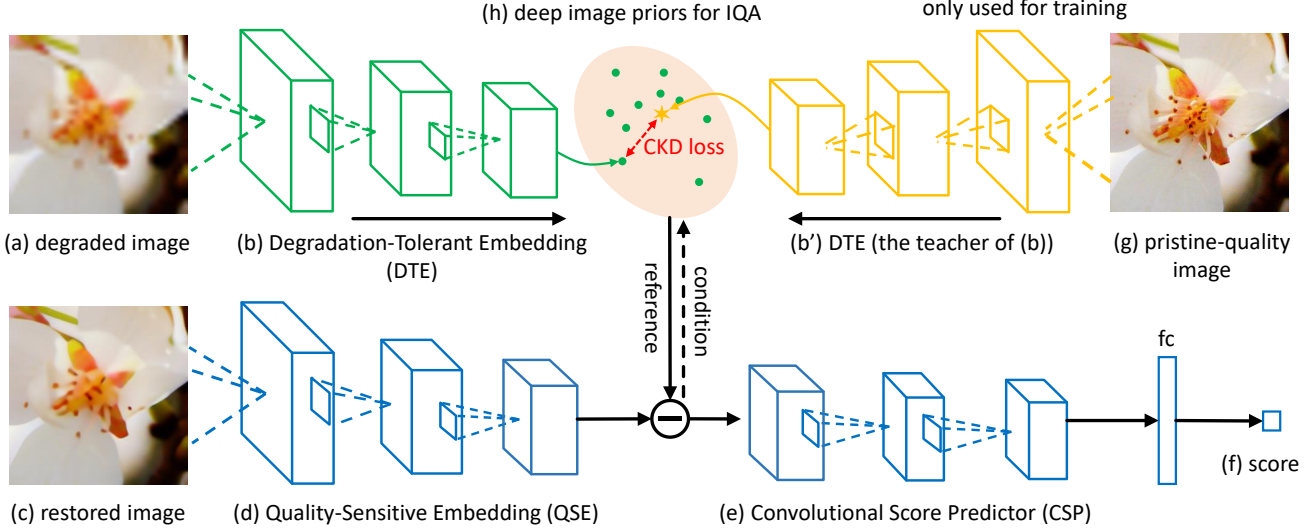 (h) deep image priors for IQA
only used for training
CKD loss
(a) degraded image
(b) Degradation-Tolerant Embedding
(DTE)
(b’) DTE (the teacher of (b))
(g) pristine-quality
image
reference
condition
fc
(f) score
(c) restored image
(d) Quality-Sensitive Embedding (QSE)
(e) Convolutional Score Predictor (CSP)